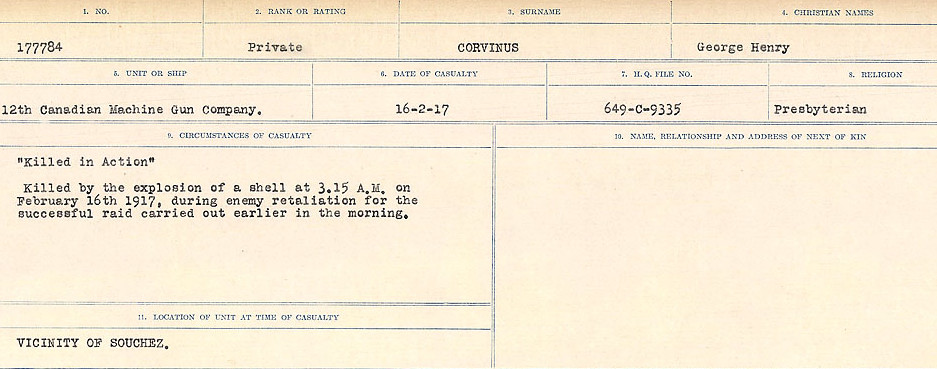 1. NO. 2. RANK OR RATING 3. SURNAME 4. CHRISTIAN NAMES
177784 Private CORVINUS George Henry
5. UNIT OR SHIP 6. DATE OF CASUALTY 7. H.Q. FILE NO. 8. RELIGION
12th Canadian Machine Gun Company. 16-2-17 649-C-9335 Presbyterian
9. CIRCUMSTANCES OF CASUALTY 10. NAME, RELATIONSHIP AND ADDRESS OF NEXT OF KIN
"Killed in Action"
Killed by the explosion of a shell at 3.15 A.M. on
February 16th 1917, during enemy retaliation for the
successful raid carried out earlier in the morning.
11. LOCATION OF UNIT AT TIME OF CASUALTY
VICINITY OF SOUCHEZ.